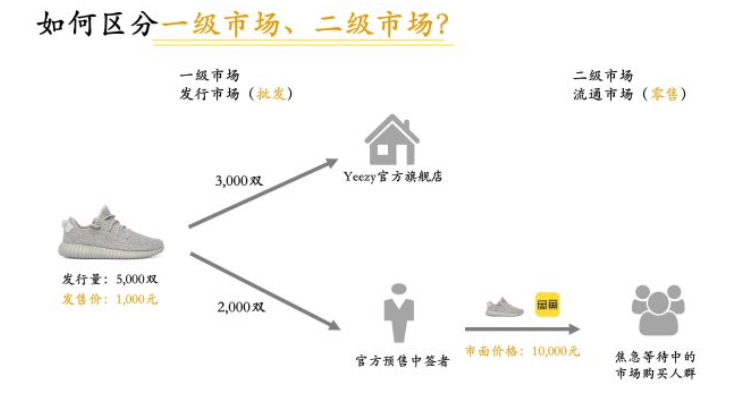 如何区分一级市场、二级市场？
一级市场
发行市场（批发）
二级市场
流通市场（零售）
3,000双
Yeezy官方旗舰店
发行量：5,000双
发售价：1,000元
2,000双
官方预售中签者
闲鱼
市面价格：10,000元
焦急等待中的
市场购买人群